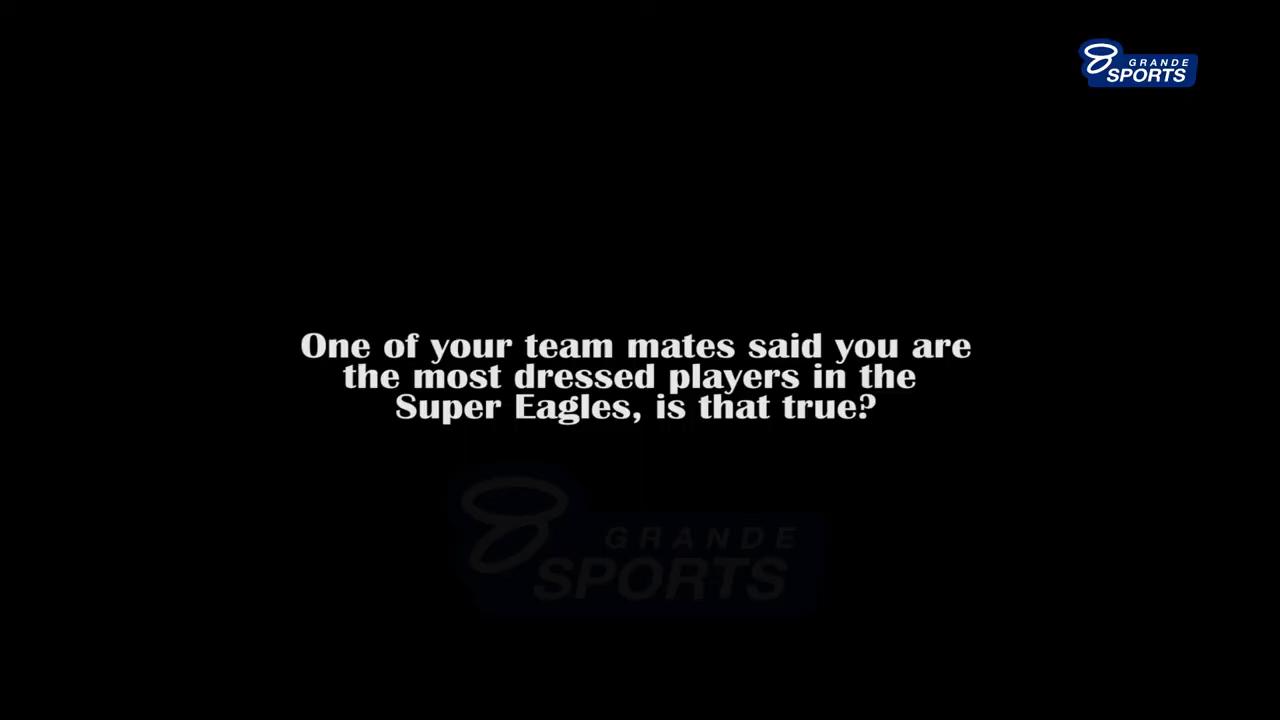 GRANDE
SPORTS
One of your team mates said you are
the most dressed players in the
Super Eagles, is that true?
GRANDE
SPORTS